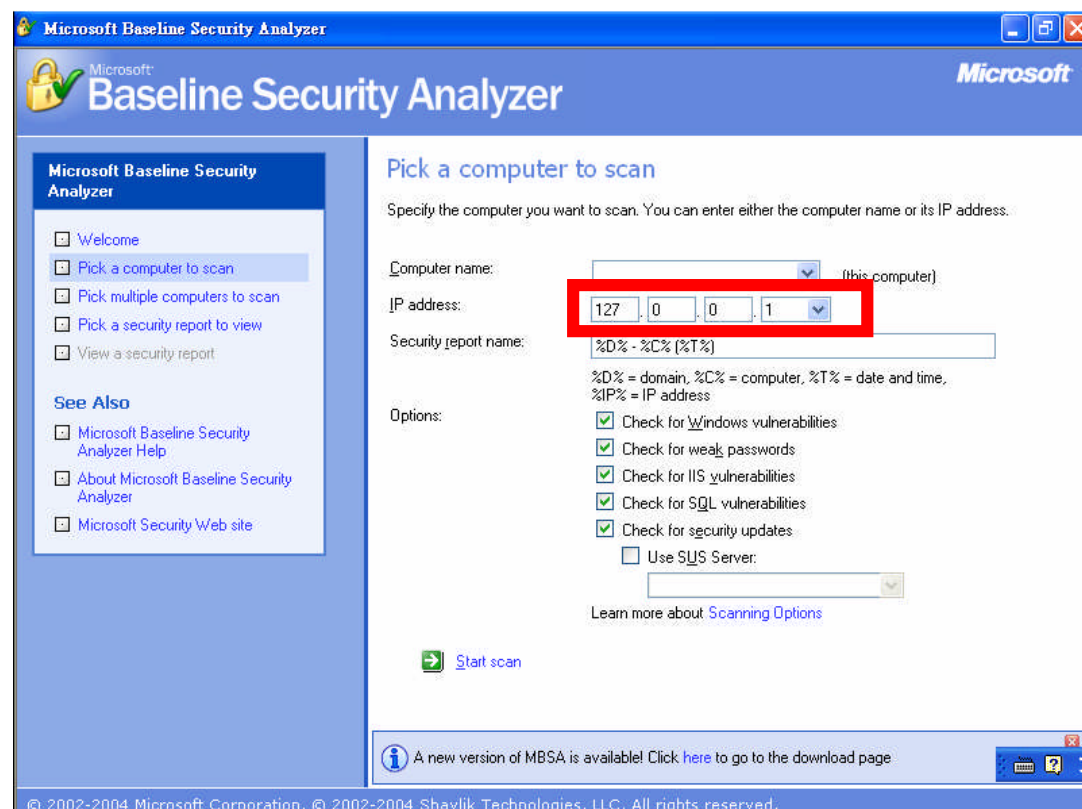 Microsoft Baseline Security Analyzer
Microsoft
Baseline Security Analyzer
Microsoft
Microsoft Baseline Security
Analyzer
Welcome
Pick a computer to scan
Pick multiple computers to scan
Pick a security report to view
View a security report
See Also
Microsoft Baseline Security
Analyzer Help
About Microsoft Baseline Security
Analyzer
Microsoft Security Web site
Pick a computer to scan
Specify the computer you want to scan. You can enter either the computer name or its IP address.
Computer name:
(this computer)
IP address:
127 . 0 . 0 . 1
Security report name:
%D% - %C% (%T%)
%D% = domain, %C% = computer, %T% = date and time,
%IP% = IP address
Options:
Check for Windows vulnerabilities
Check for weak passwords
Check for IIS vulnerabilities
Check for SQL vulnerabilities
Check for security updates
Use SUS Server:
Learn more about Scanning Options
Start scan
A new version of MBSA is available! Click here to go to the download page
© 2002-2004 Microsoft Corporation, © 2002-2004 Shavlik Technologies, LLC. All rights reserved.